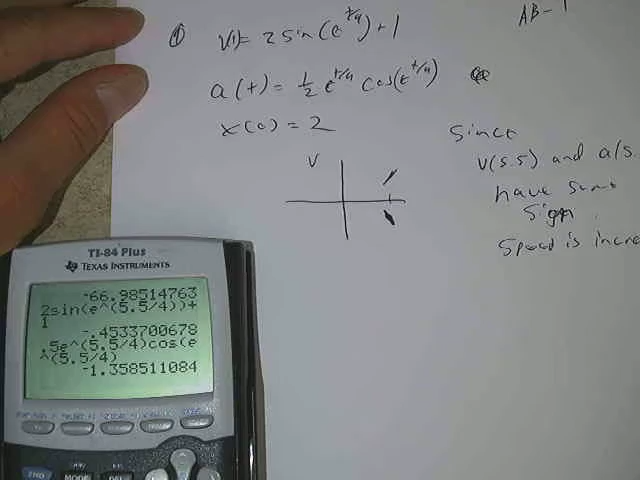 AB-1
① v(t)= 2 sin(e^{t/4})+1
a(t) = 1/2 e^{t/4} cos(e^{t/4})
x(0) = 2
v
Since
v(5.5) and a(5.
have same
sign.
Speed is incre
TI-84 Plus
TEXAS INSTRUMENTS
-66.98514763
2sin(e^(5.5/4))+
1
-.4533700678
.5e^(5.5/4)cos(e
^(5.5/4)
-1.358511084
2ND
MODE
DEL